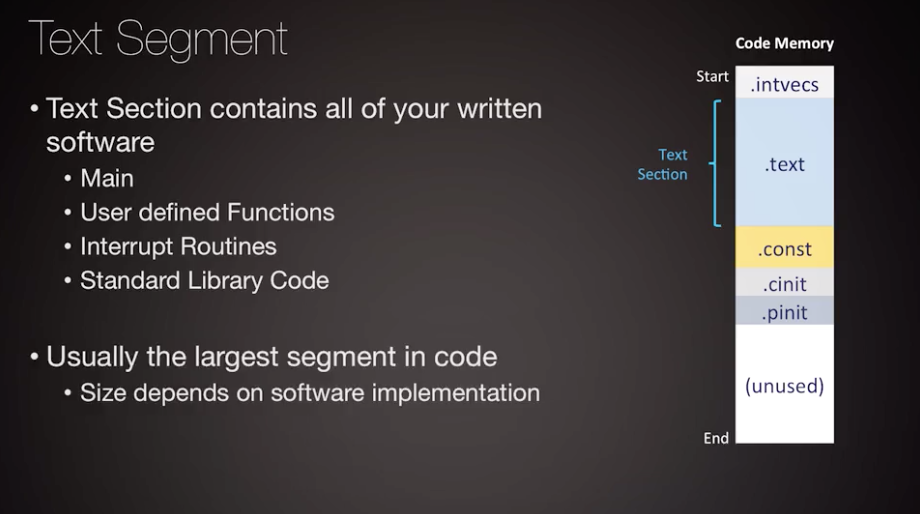 Text Segment
• Text Section contains all of your written
software
• Main
• User defined Functions
• Interrupt Routines
• Standard Library Code
• Usually the largest segment in code
• Size depends on software implementation
Code Memory
Start
.intvecs
Text
Section
.text
.const
.cinit
.pinit
(unused)
End